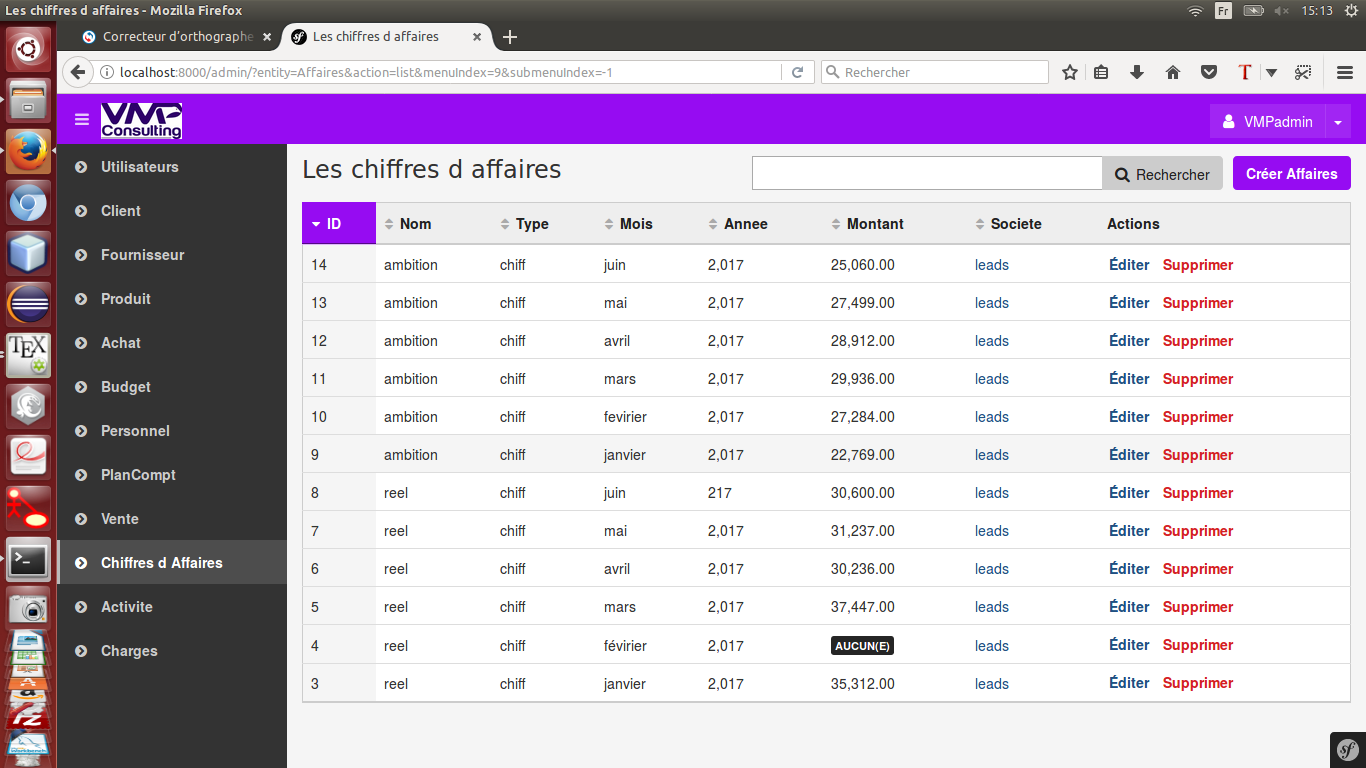 Les chiffres d affaires - Mozilla Firefox
Fr
15:13
Correcteur d'orthographe
Les chiffres d affaires
localhost:8000/admin/?entity=Affaires&action=list&menuIndex=9&submenuIndex=-1
Rechercher
VMP Consulting
VMPadmin
Utilisateurs
Client
Fournisseur
Produit
Achat
Budget
Personnel
PlanCompt
Vente
Chiffres d Affaires
Activite
Charges
Les chiffres d affaires
Rechercher
Créer Affaires
ID Nom Type Mois Annee Montant Societe Actions
14 ambition chiff juin 2,017 25,060.00 leads Éditer Supprimer
13 ambition chiff mai 2,017 27,499.00 leads Éditer Supprimer
12 ambition chiff avril 2,017 28,912.00 leads Éditer Supprimer
11 ambition chiff mars 2,017 29,936.00 leads Éditer Supprimer
10 ambition chiff fevirier 2,017 27,284.00 leads Éditer Supprimer
9 ambition chiff janvier 2,017 22,769.00 leads Éditer Supprimer
8 reel chiff juin 217 30,600.00 leads Éditer Supprimer
7 reel chiff mai 2,017 31,237.00 leads Éditer Supprimer
6 reel chiff avril 2,017 30,236.00 leads Éditer Supprimer
5 reel chiff mars 2,017 37,447.00 leads Éditer Supprimer
4 reel chiff févirier 2,017 AUCUN(E) leads Éditer Supprimer
3 reel chiff janvier 2,017 35,312.00 leads Éditer Supprimer
TEX
sf